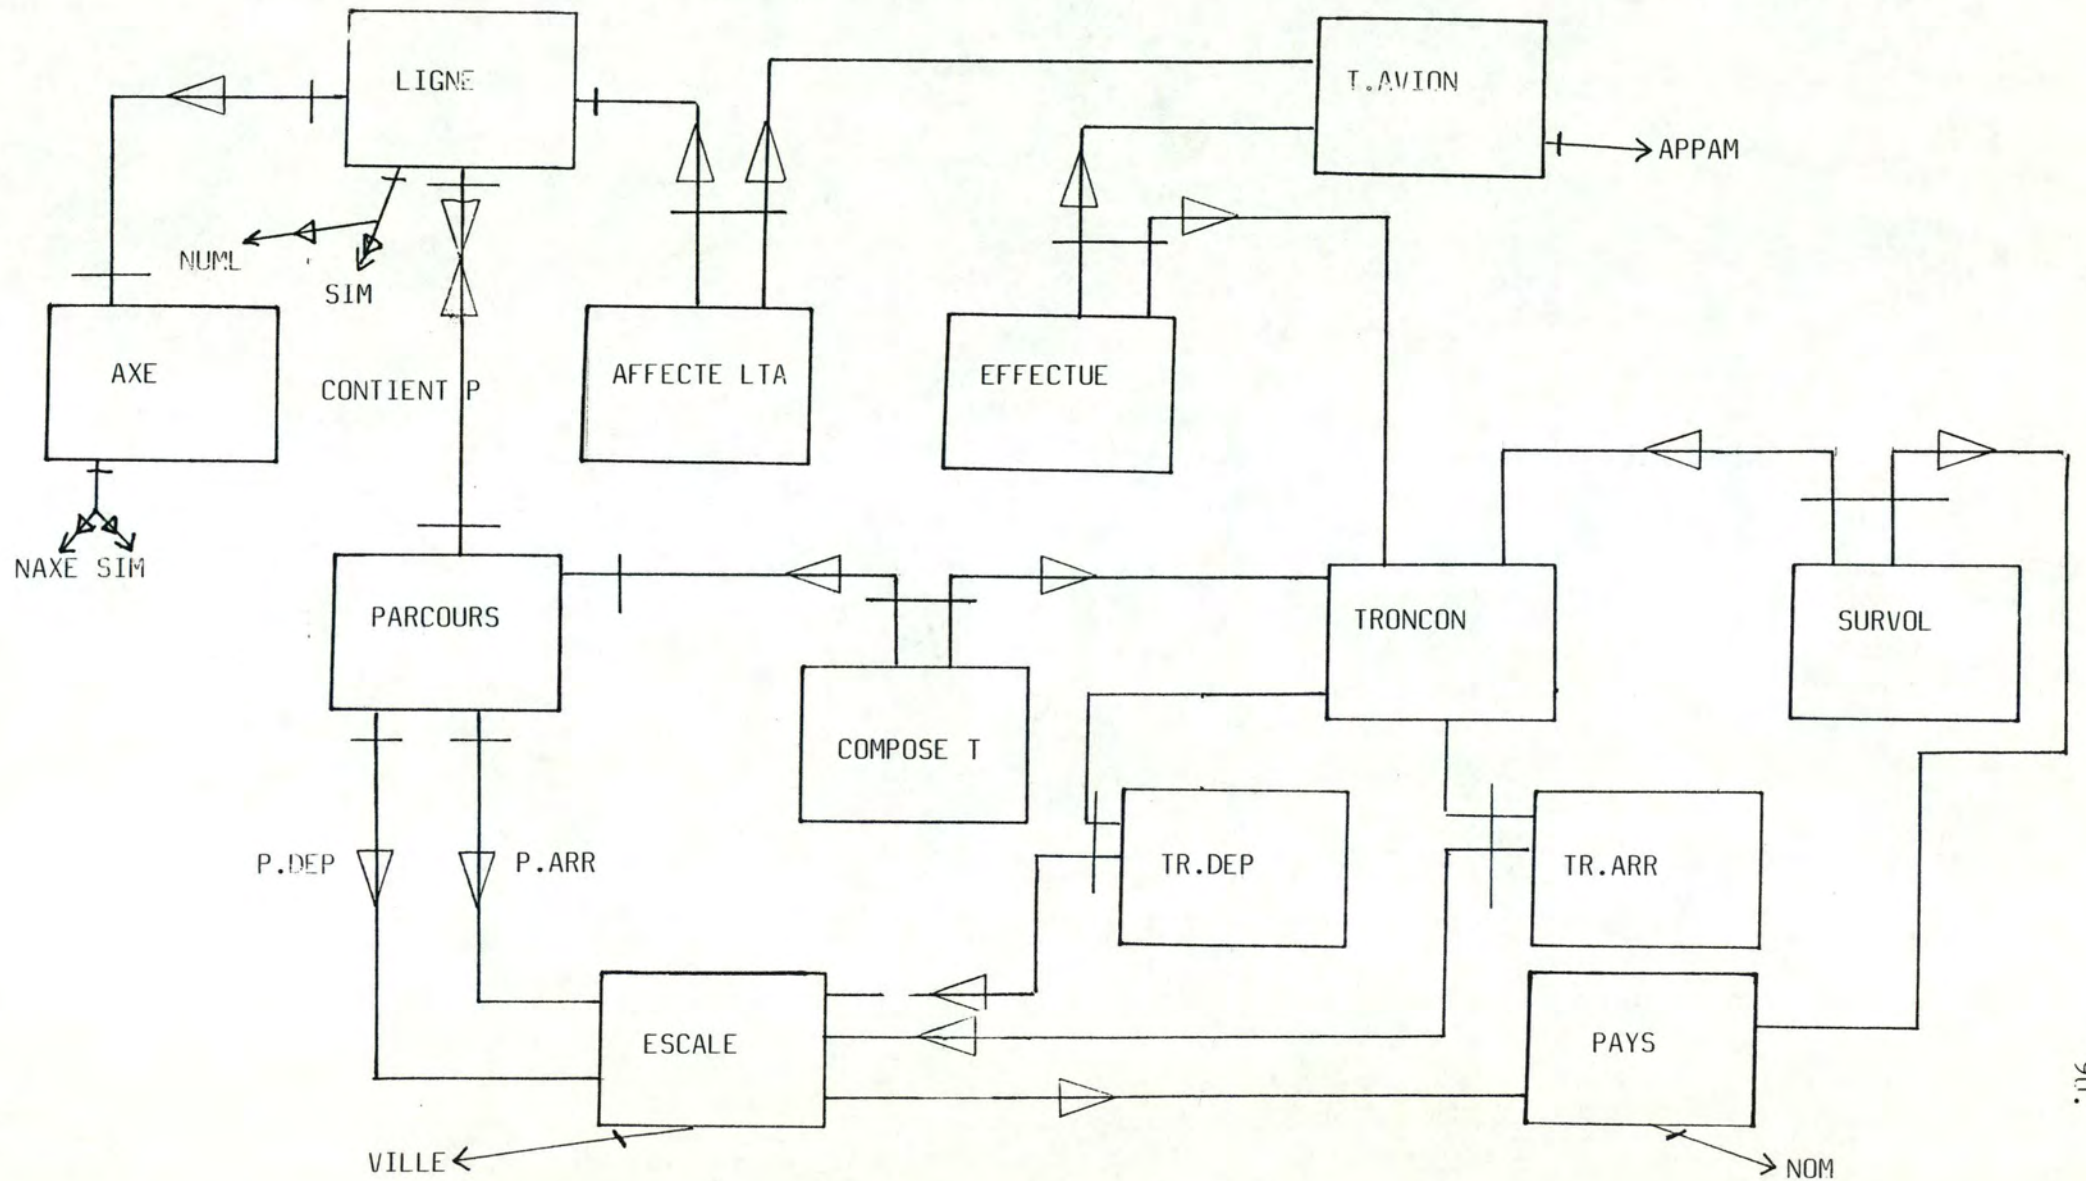 LIGNE
T.AVION
APPAM
NUML
SIM
AXE
CONTIENT P
AFFECTE LTA
EFFECTUE
NAXE SIM
PARCOURS
TRONCON
SURVOL
COMPOSE T
P.DEP
P.ARR
TR.DEP
TR.ARR
ESCALE
PAYS
VILLE
NOM